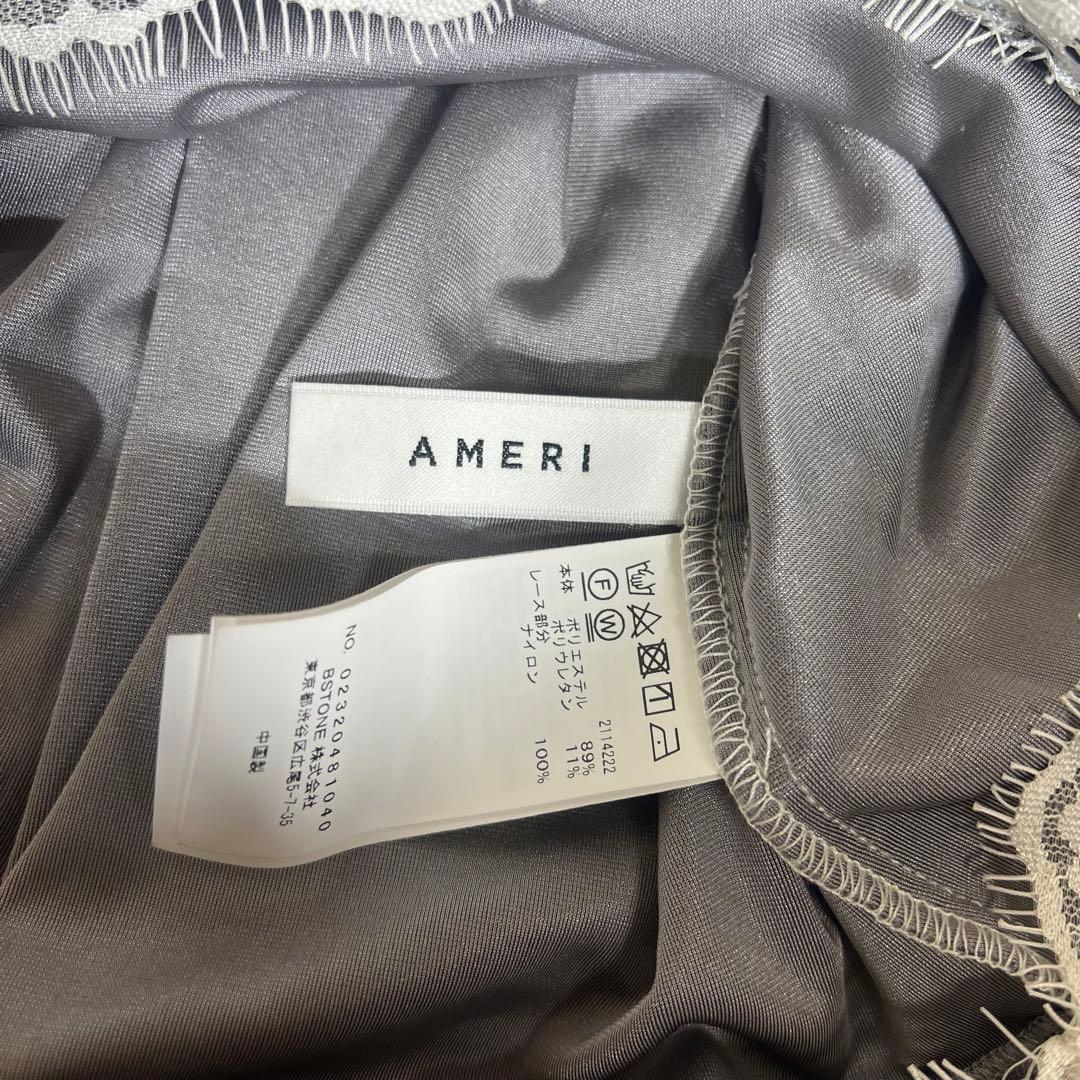 AMERI
F
W
2114222
本体 ポリエステル 89%
ポリウレタン 11%
レース部分 ナイロン 100%
NO. 02320481040
BSTONE 株式会社
東京都渋谷区広尾5-7-35
中国製